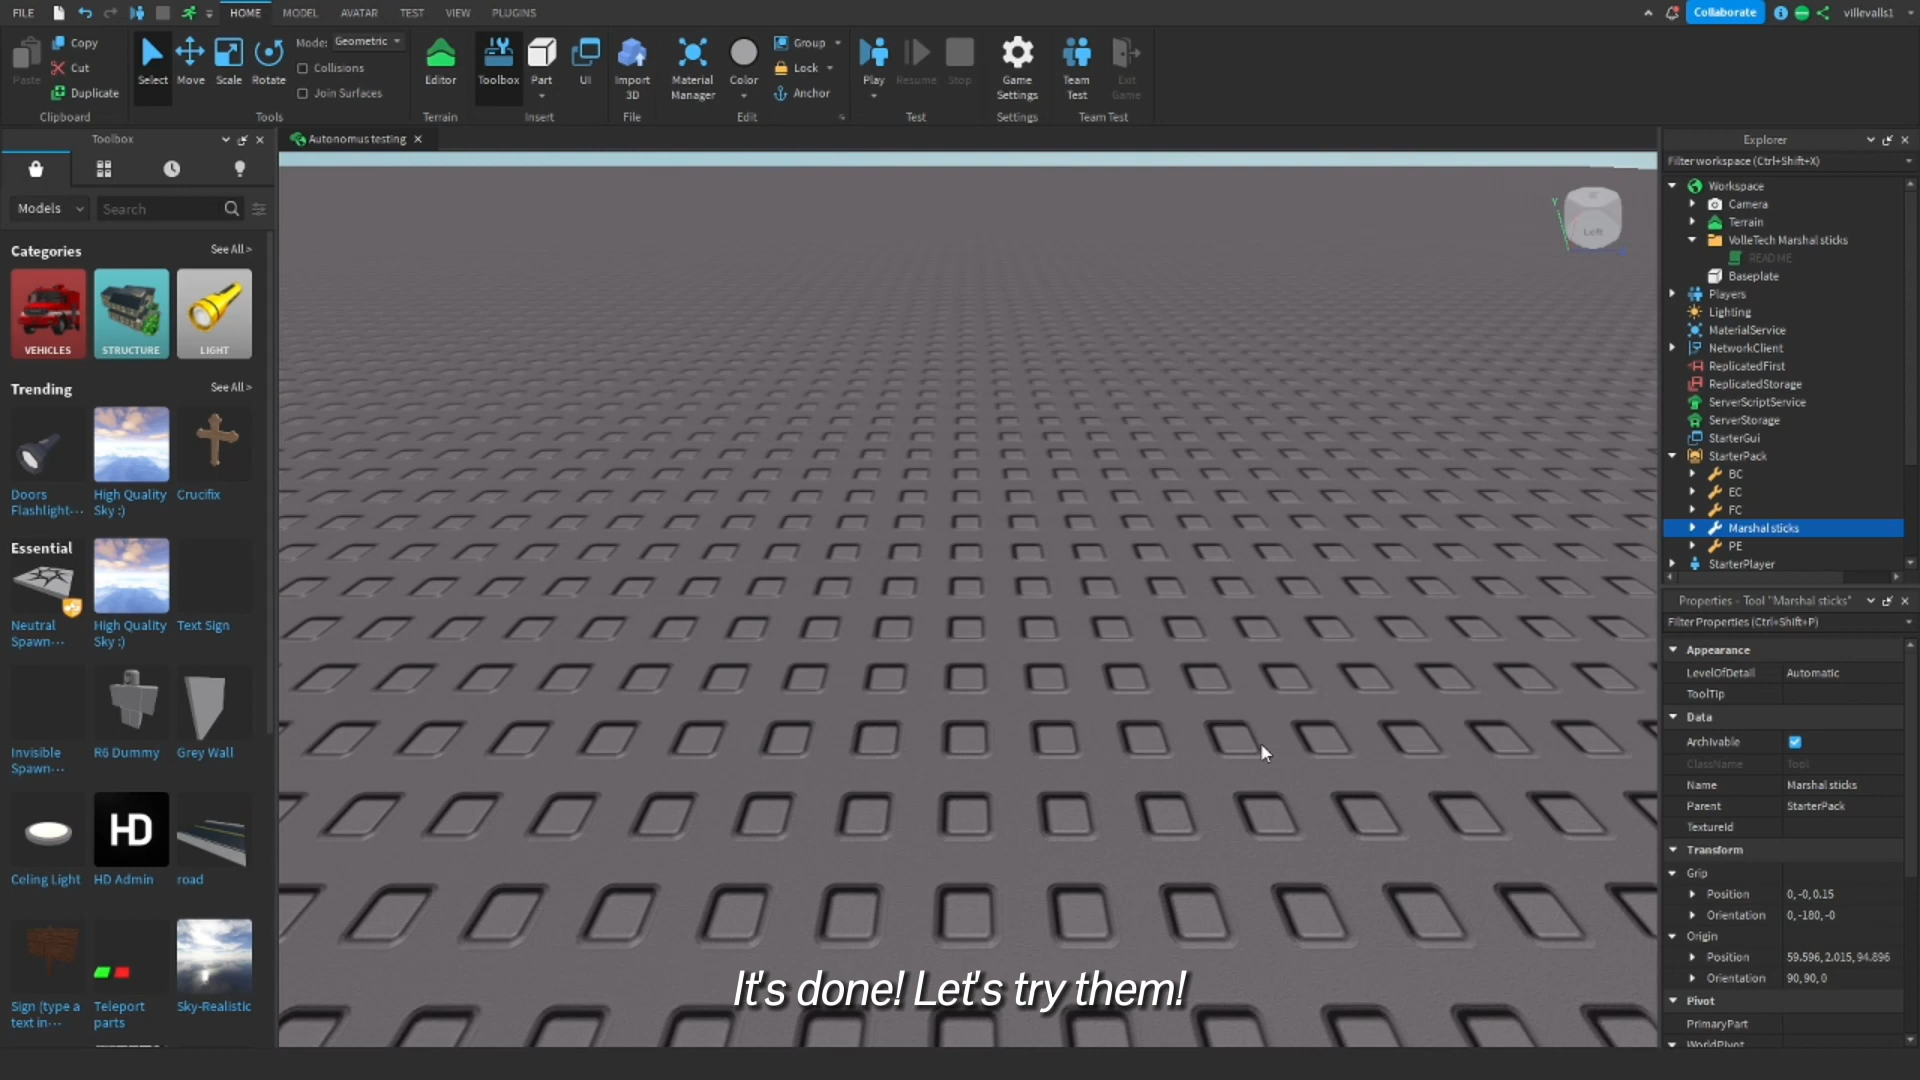 FILE HOME MODEL AVATAR TEST VIEW PLUGINS Collaborate villevalls1
Paste Copy Cut Duplicate
Clipboard
Select Move Scale Rotate
Mode: Geometric
Collisions
Join Surfaces
Tools
Editor
Terrain
Toolbox Part UI
Insert
Import 3D
File
Material Manager Color
Group
Lock
Anchor
Edit
Play Resume Stop
Test
Game Settings
Settings
Team Test Exit Game
Team Test
Toolbox
Models Search
Categories See All >
VEHICLES STRUCTURE LIGHT
Trending See All >
Doors Flashlight··· High Quality Sky :) Crucifix
Essential
Neutral Spawn··· High Quality Sky :) Text Sign
Invisible Spawn··· R6 Dummy Grey Wall
HD
Celing Light HD Admin road
Sign (type a text in··· Teleport parts Sky-Realistic
Autonomus testing
Y
Left
It's done! Let's try them!
Explorer
Filter workspace (Ctrl+Shift+X)
Workspace
Camera
Terrain
VolleTech Marshal sticks
README
Baseplate
Players
Lighting
MaterialService
NetworkClient
ReplicatedFirst
ReplicatedStorage
ServerScriptService
ServerStorage
StarterGui
StarterPack
BC
EC
FC
Marshal sticks
PE
StarterPlayer
Properties - Tool "Marshal sticks"
Filter Properties (Ctrl+Shift+P)
Appearance
LevelOfDetail Automatic
ToolTip
Data
Archivable
ClassName Tool
Name Marshal sticks
Parent StarterPack
TextureId
Transform
Grip
Position 0, -0, 0.15
Orientation 0, -180, -0
Origin
Position 59.596, 2.015, 94.896
Orientation 90, 90, 0
Pivot
PrimaryPart
WorldPivot